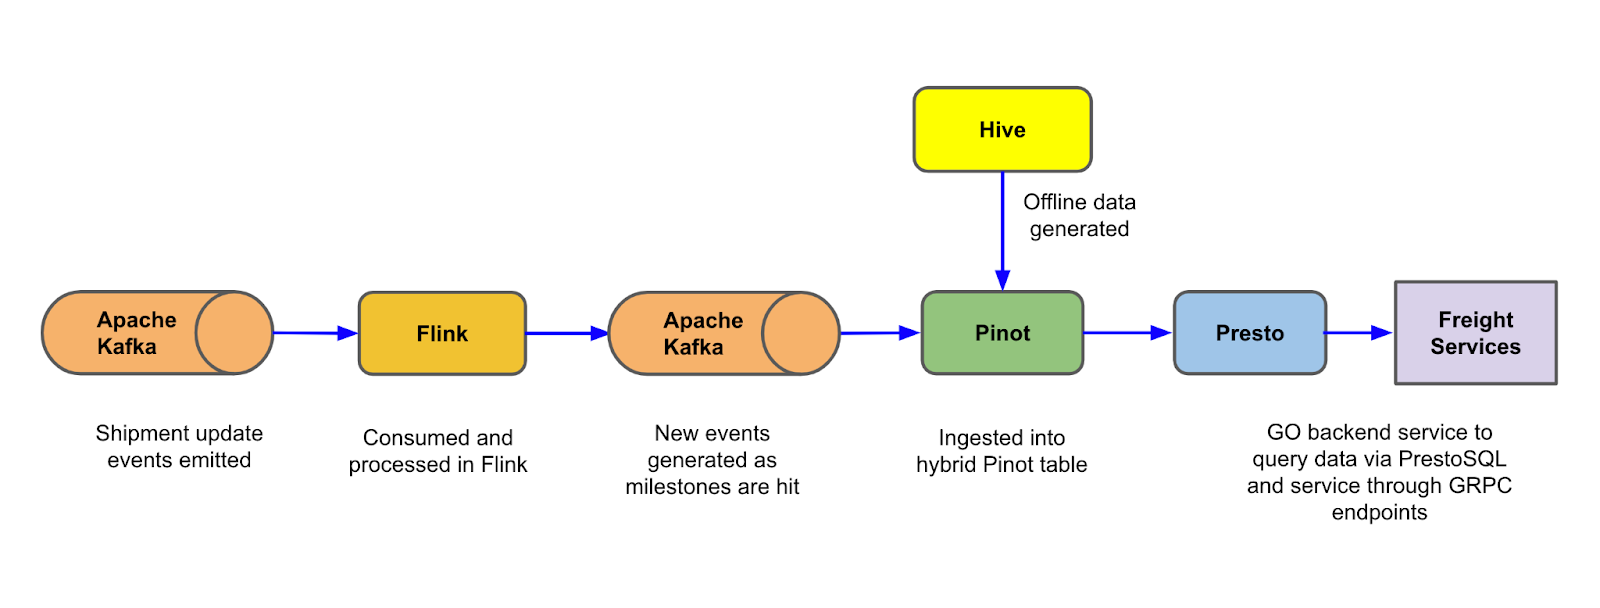 Hive
Offline data
generated
Apache
Kafka
Flink
Apache
Kafka
Pinot
Presto
Freight
Services
Shipment update
events emitted
Consumed and
processed in Flink
New events
generated as
milestones are hit
Ingested into
hybrid Pinot table
GO backend service to
query data via PrestoSQL
and service through GRPC
endpoints